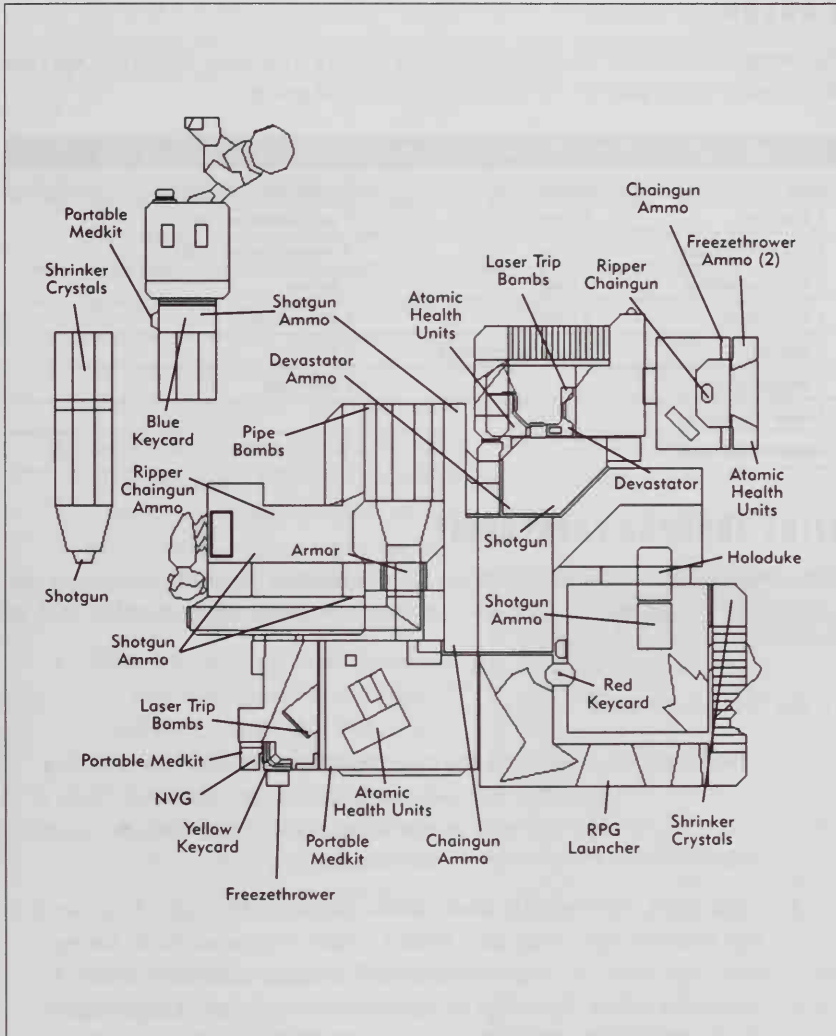 Chaingun
Ammo
Portable
Medkit
Freezethrower
Ammo (2)
Laser Trip
Bombs
Ripper
Chaingun
Shrinker
Crystals
Shotgun
Ammo
Atomic
Health
Units
Devastator
Ammo
Blue
Keycard
Pipe
Bombs
Ripper
Chaingun
Ammo
Devastator
Atomic
Health
Units
Shotgun
Armor
Holoduke
Shotgun
Shotgun
Ammo
Shotgun
Ammo
Red
Keycard
Laser Trip
Bombs
Portable Medkit
NVG
Atomic
Health Units
Yellow
Keycard
Portable
Medkit
Chaingun
Ammo
RPG
Launcher
Shrinker
Crystals
Freezethrower